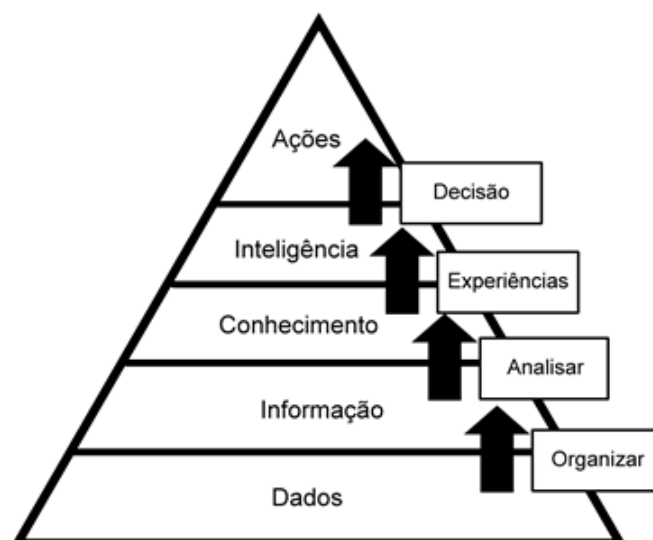 Ações
Decisão
Inteligência
Experiências
Conhecimento
Analisar
Informação
Organizar
Dados